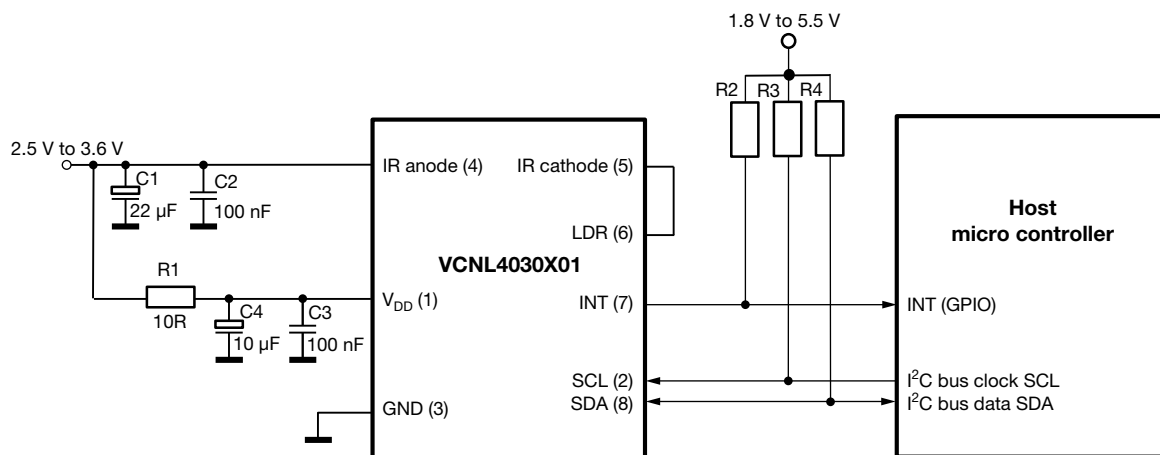 1.8 V to 5.5 V
R2
R3
R4
2.5 V to 3.6 V
IR anode (4)
IR cathode (5)
C1
C2
22 µF
100 nF
Host
micro controller
LDR (6)
VCNL4030X01
R1
VDD (1)
INT (7)
INT (GPIO)
10R
C4
C3
10 µF
100 nF
SCL (2)
I²C bus clock SCL
GND (3)
SDA (8)
I²C bus data SDA